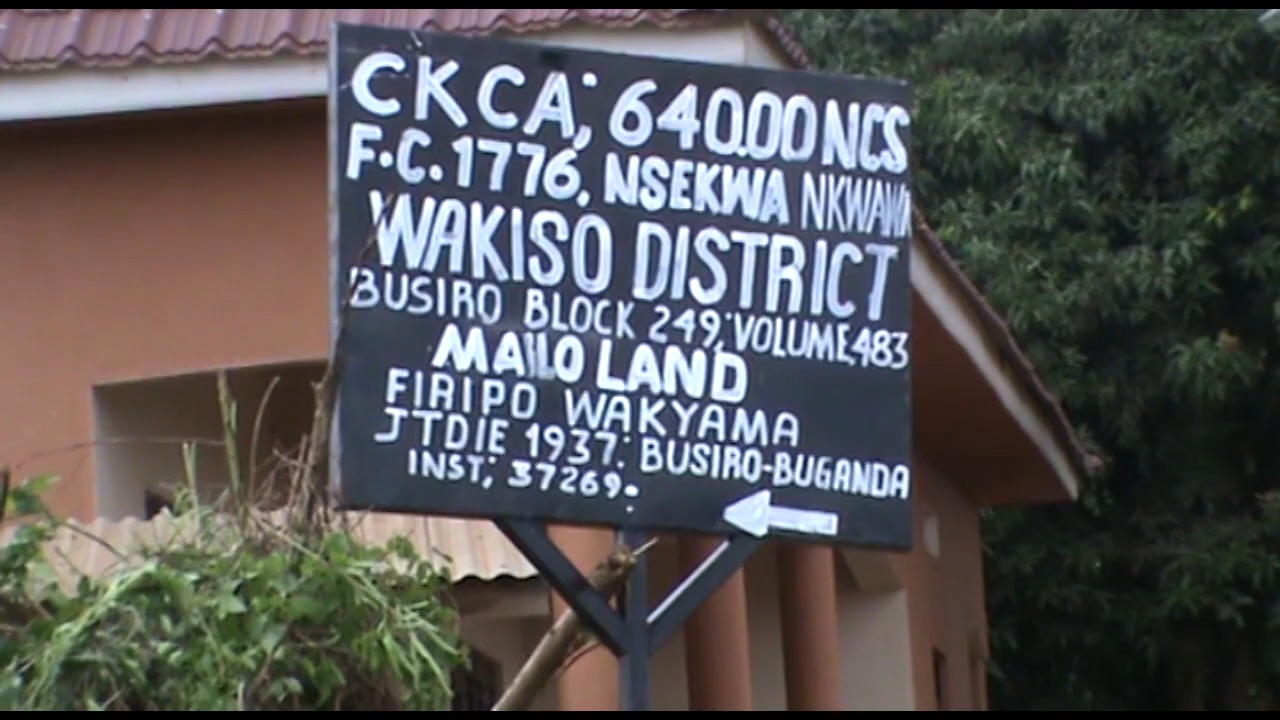 CKCA; 640.00NCS
F.C. 1776. NSEKWA NKWAWA
WAKISO DISTRICT
BUSIRO BLOCK 249; VOLUME,483
MAILO LAND
FIRIPO WAKYAMA
JTDIE 1937: BUSIRO-BUGANDA
INST; 37269.